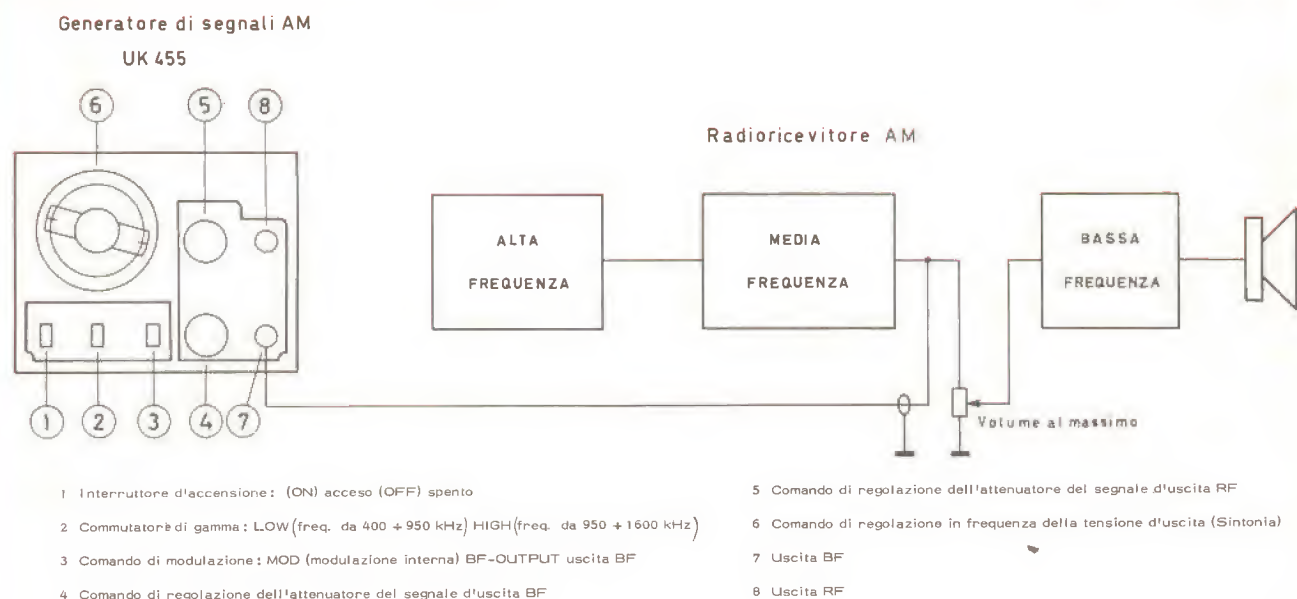 Generatore di segnali AM
UK 455
6
5
8
Radioricevitore AM
ALTA
FREQUENZA
MEDIA
FREQUENZA
BASSA
FREQUENZA
1
2
3
4
7
Volume al massimo
1 Interruttore d'accensione: (ON) acceso (OFF) spento
2 Commutatore di gamma: LOW (freq. da 400 ÷ 950 kHz) HIGH (freq. da 950 ÷ 1600 kHz)
3 Comando di modulazione: MOD (modulazione interna) BF-OUTPUT uscita BF
4 Comando di regolazione dell'attenuatore del segnale d'uscita BF
5 Comando di regolazione dell'attenuatore del segnale d'uscita RF
6 Comando di regolazione in frequenza della tensione d'uscita (Sintonia)
7 Uscita BF
8 Uscita RF